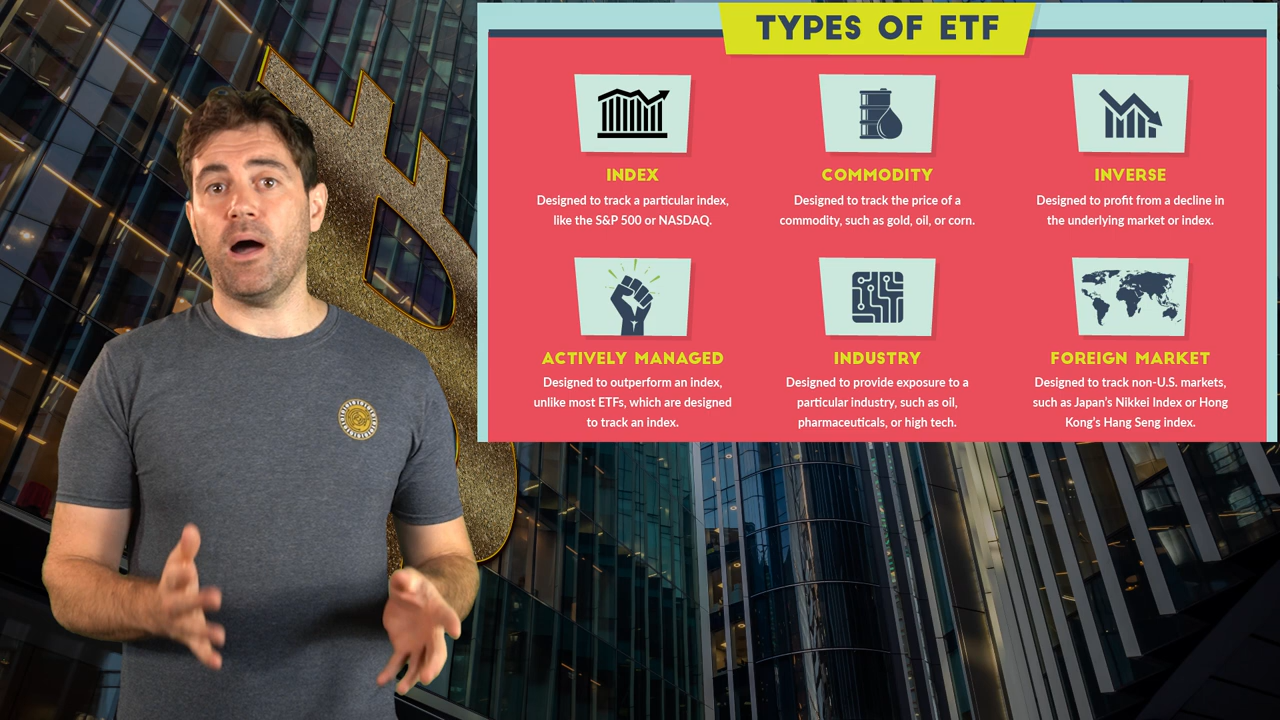 TYPES OF ETF
INDEX
Designed to track a particular index,
like the S&P 500 or NASDAQ.
COMMODITY
Designed to track the price of a
commodity, such as gold, oil, or corn.
INVERSE
Designed to profit from a decline in
the underlying market or index.
ACTIVELY MANAGED
Designed to outperform an index,
unlike most ETFs, which are designed
to track an index.
INDUSTRY
Designed to provide exposure to a
particular industry, such as oil,
pharmaceuticals, or high tech.
FOREIGN MARKET
Designed to track non-U.S. markets,
such as Japan's Nikkei Index or Hong
Kong's Hang Seng index.